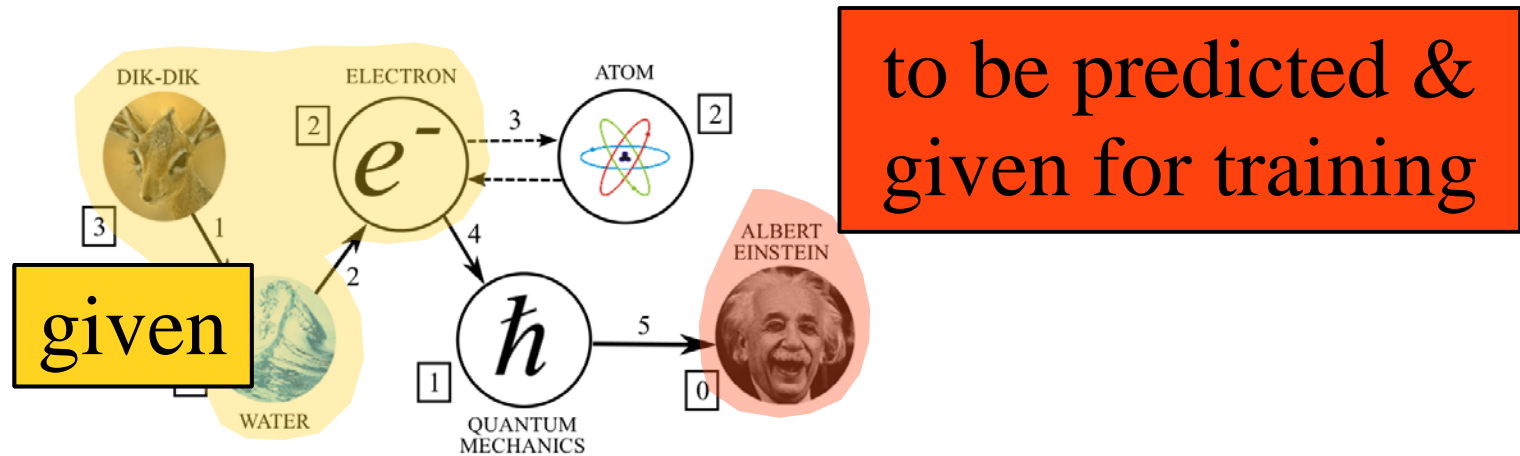 to be predicted &
given for training
DIK-DIK
ELECTRON
ATOM
2
e⁻
3
2
3
1
4
ALBERT
EINSTEIN
given
2
ħ
5
1
0
WATER
QUANTUM
MECHANICS